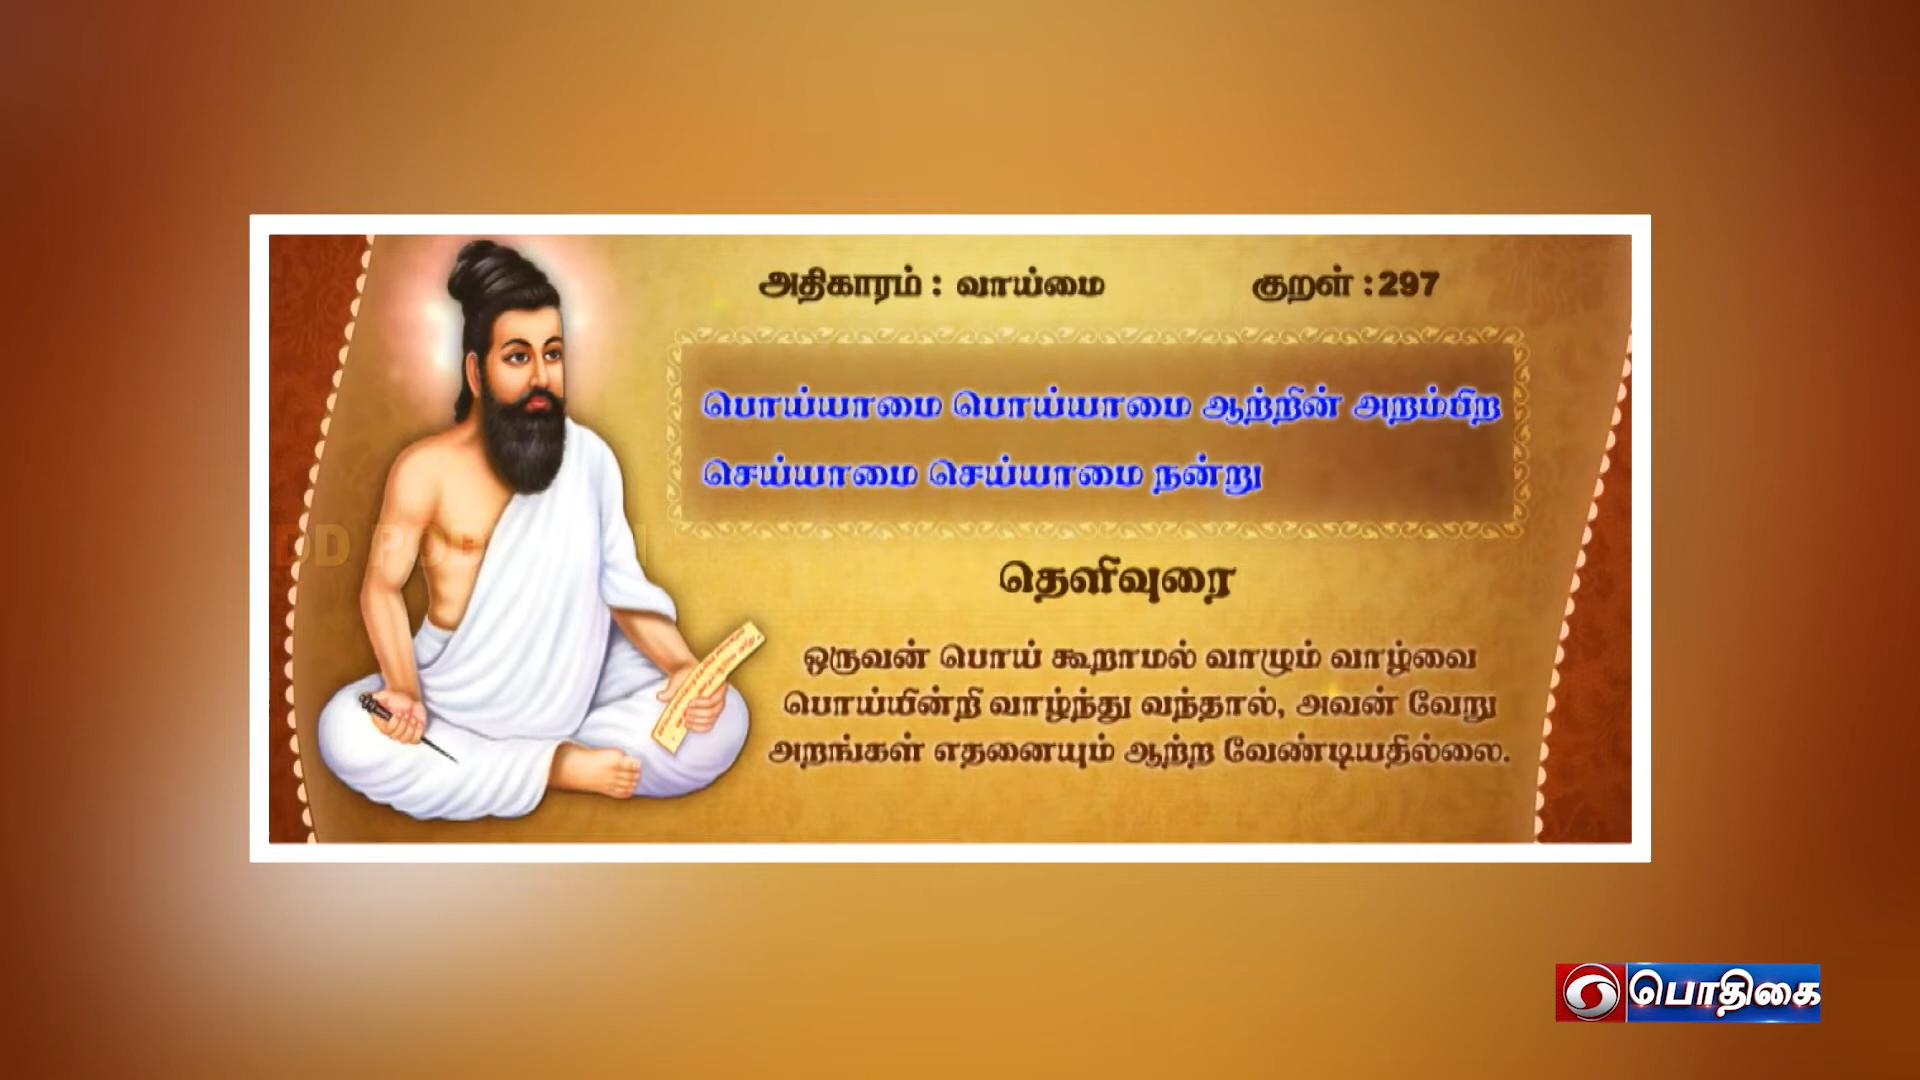 அதிகாரம் : வாய்மை குறள் :297
பொய்யாமை பொய்யாமை ஆற்றின் அறம்பிற
செய்யாமை செய்யாமை நன்று
தெளிவுரை
ஒருவன் பொய் கூறாமல் வாழும் வாழ்வை
பொய்யின்றி வாழ்ந்து வந்தால், அவன் வேறு
அறங்கள் எதனையும் ஆற்ற வேண்டியதில்லை.
பொதிகை